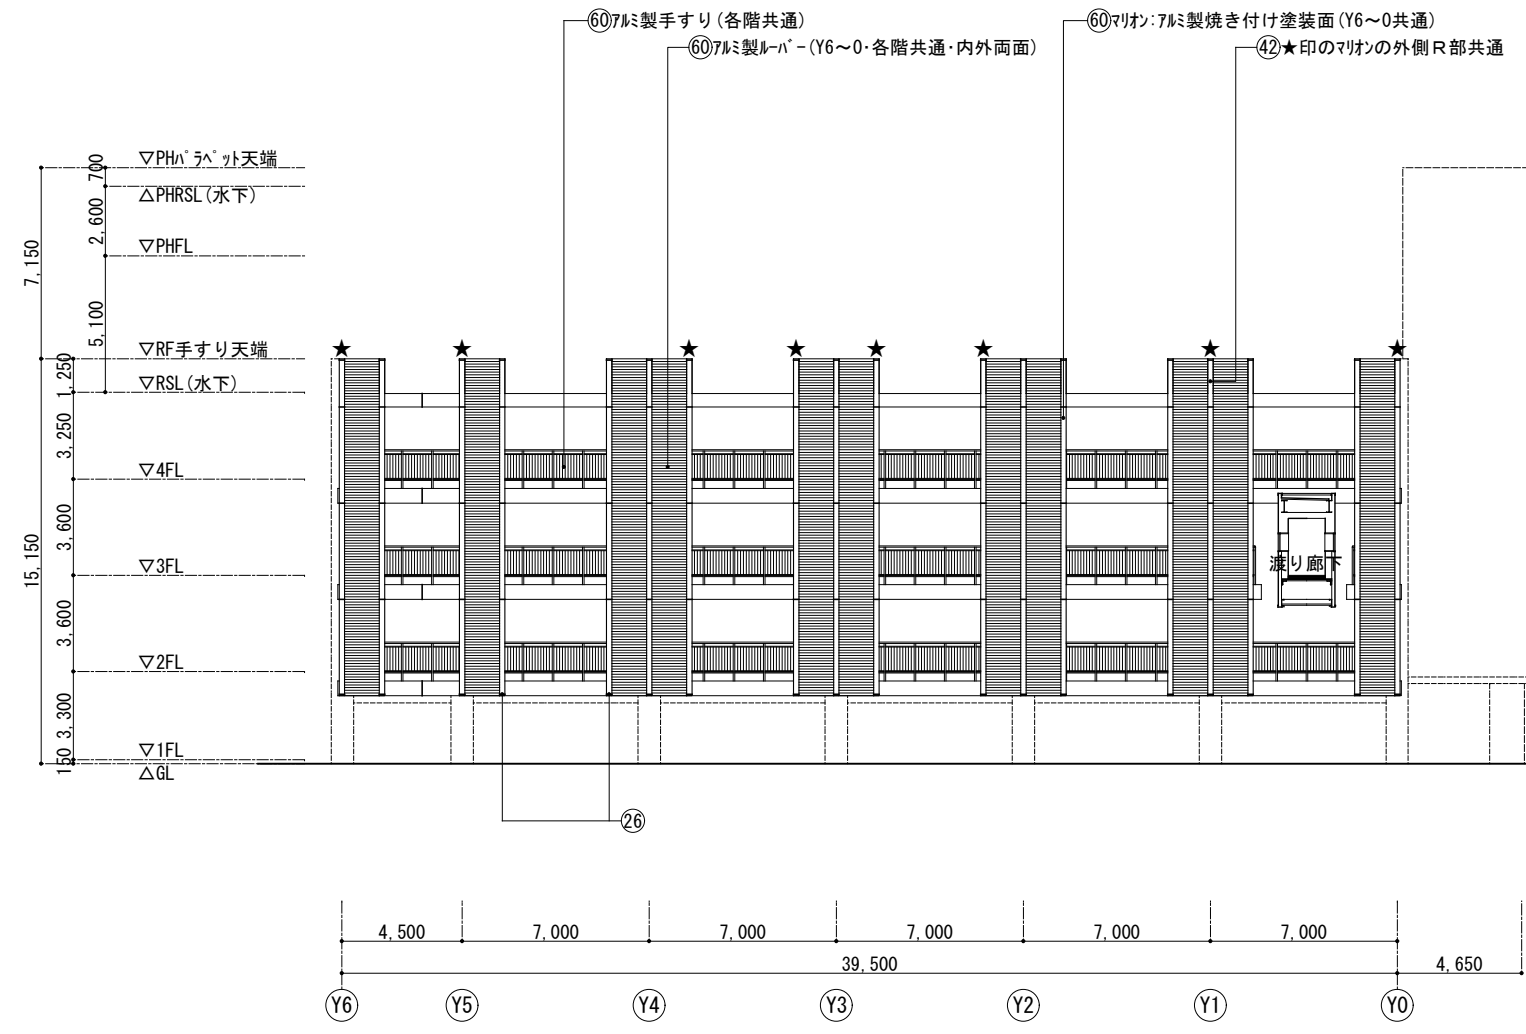 60ｱﾙﾐ製手すり(各階共通)
60ﾏﾘｵﾝ:ｱﾙﾐ製焼き付け塗装面(Y6～0共通)
60ｱﾙﾐ製ﾙｰﾊﾞｰ(Y6～0･各階共通･内外両面)
42★印のﾏﾘｵﾝの外側R部共通
▽PHﾊﾟﾗﾍﾟｯﾄ天端
700
△PHRSL(水下)
2,600
▽PHFL
7,150
5,100
▽RF手すり天端
★ ★ ★ ★ ★ ★ ★ ★
1,250
▽RSL(水下)
3,250
▽4FL
3,600
15,150
▽3FL
渡り廊下
3,600
▽2FL
3,300
▽1FL
150
△GL
26
4,500 7,000 7,000 7,000 7,000 7,000
39,500 4,650
Y6 Y5 Y4 Y3 Y2 Y1 Y0